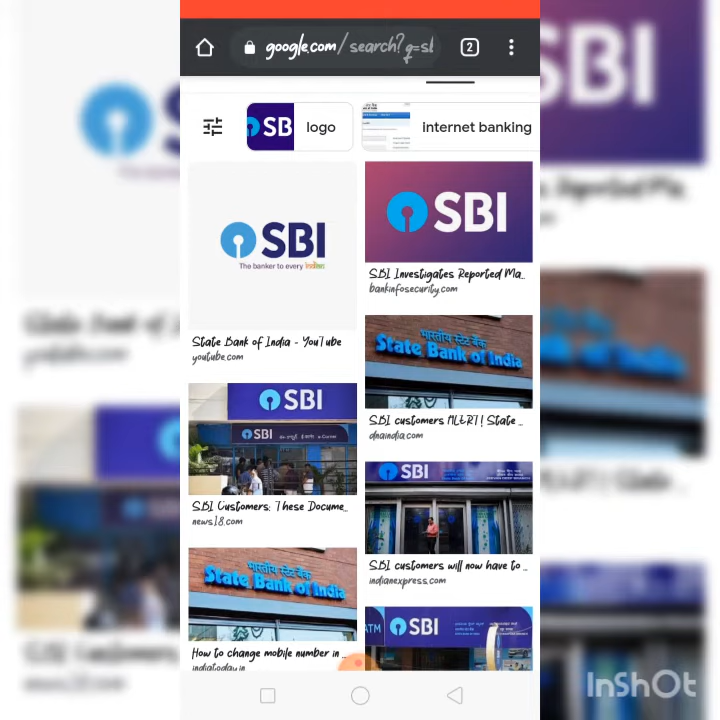 google.com/search?q=sl
2
SB
logo
internet banking
SBI
The banker to every Indian
State Bank of India - YouTube
youtube.com
SBI
SBI Investigates Reported Ma...
bankinfosecurity.com
भारतीय स्टेट बैंक
State Bank of India
SBI customers ALERT! State ...
dnaindia.com
SBI
SBI
e-Corner
SBI Customers: These Docume...
news18.com
SBI
SBI customers will now have to ...
indianexpress.com
भारतीय स्टेट बैंक
State Bank of India
How to change mobile number in ...
indiatoday.in
ATM
SBI
InShOt